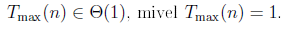 T_max(n) ∈ Θ(1), mivel T_max(n) = 1.